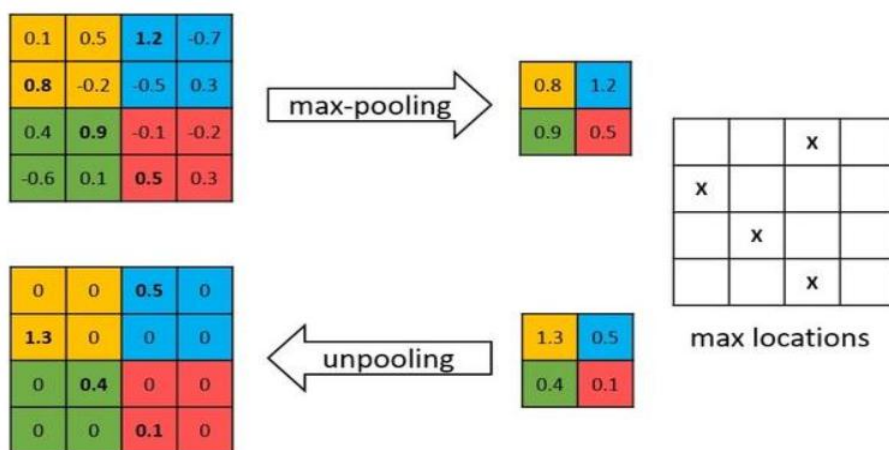 0.1 0.5 1.2 -0.7
0.8 -0.2 -0.5 0.3
0.4 0.9 -0.1 -0.2
-0.6 0.1 0.5 0.3
max-pooling
0.8 1.2
0.9 0.5
X
X
X
X
max locations
0 0 0.5 0
1.3 0 0 0
0 0.4 0 0
0 0 0.1 0
unpooling
1.3 0.5
0.4 0.1